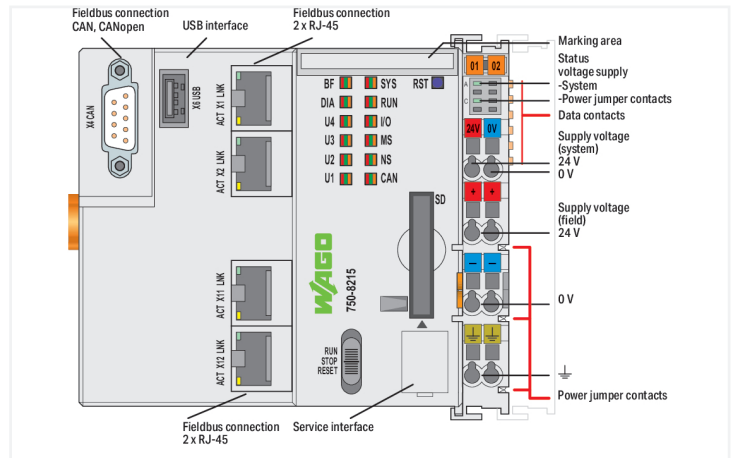 Fieldbus connection
CAN, CANopen
USB interface
Fieldbus connection
2 x RJ-45
Marking area
Status
voltage supply
-System
-Power jumper contacts
Data contacts
Supply voltage
(system)
24 V
0 V
Supply voltage
(field)
24 V
0 V
Power jumper contacts
X4 CAN
X6 USB
ACT X1 LNK
ACT X2 LNK
ACT X11 LNK
ACT X12 LNK
BF SYS RST
DIA RUN
U4 I/O
U3 MS
U2 NS
U1 CAN
SD
WAGO
750-8215
RUN
STOP
RESET
01 02
A
C
24V 0V
+ +
— —
Fieldbus connection
2 x RJ-45
Service interface